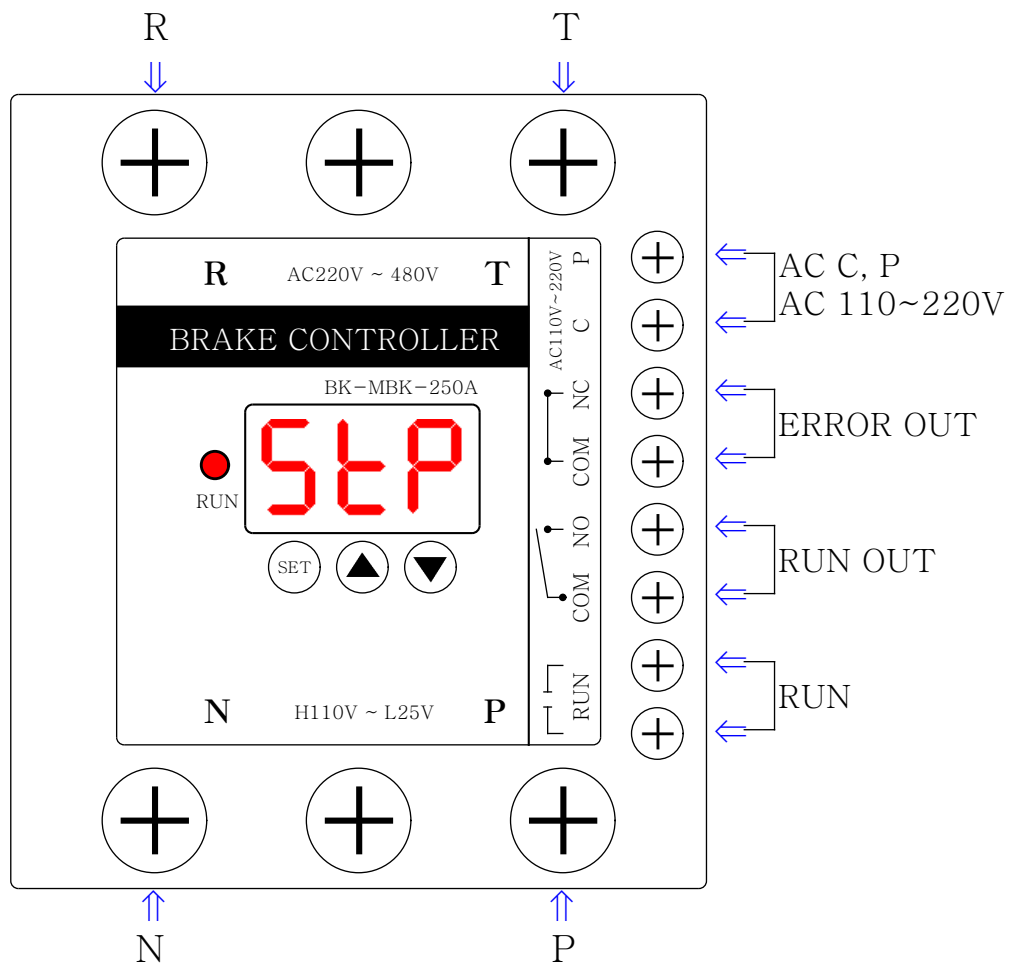 R T
R AC220V ~ 480V T
BRAKE CONTROLLER
BK-MBK-250A
StP
RUN
SET
N H110V ~ L25V P
AC110V~220V
P
C
NC
COM
NO
COM
RUN
AC C, P
AC 110~220V
ERROR OUT
RUN OUT
RUN
N P